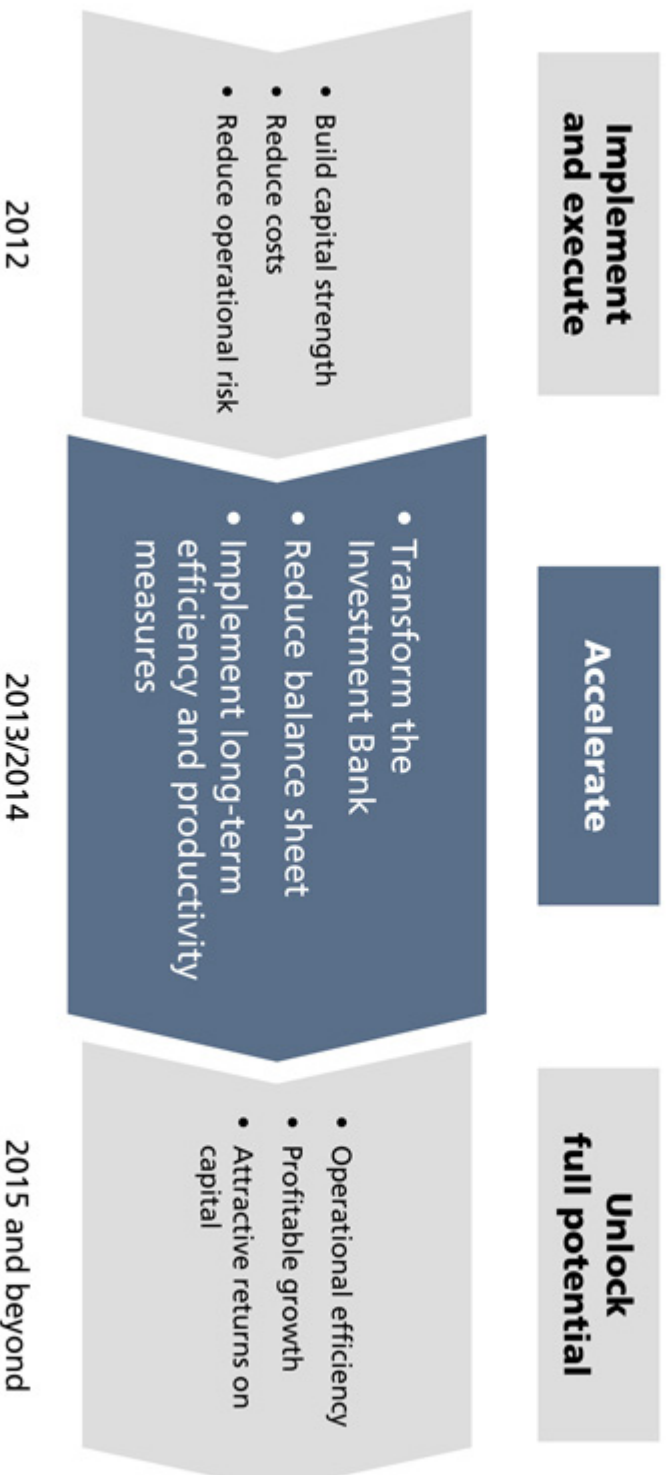 Implement
and execute
Accelerate
Unlock
full potential
• Build capital strength
• Reduce costs
• Reduce operational risk
• Transform the
Investment Bank
• Reduce balance sheet
• Implement long-term
efficiency and productivity
measures
• Operational efficiency
• Profitable growth
• Attractive returns on
capital
2012
2013/2014
2015 and beyond